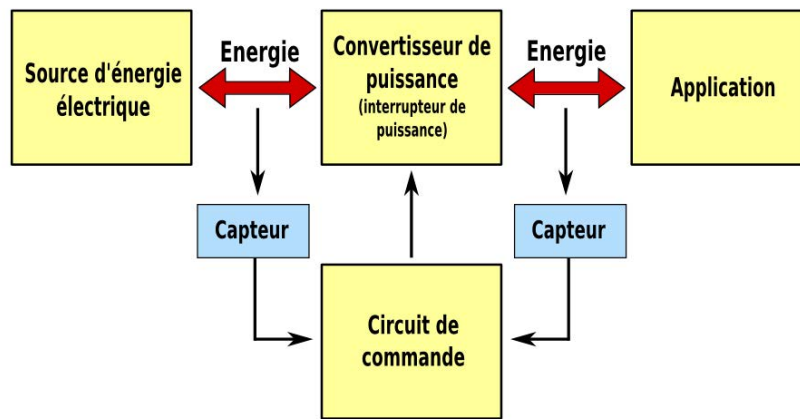 Source d'énergie
électrique
Energie
Convertisseur de
puissance
(interrupteur de
puissance)
Energie
Application
Capteur
Capteur
Circuit de
commande